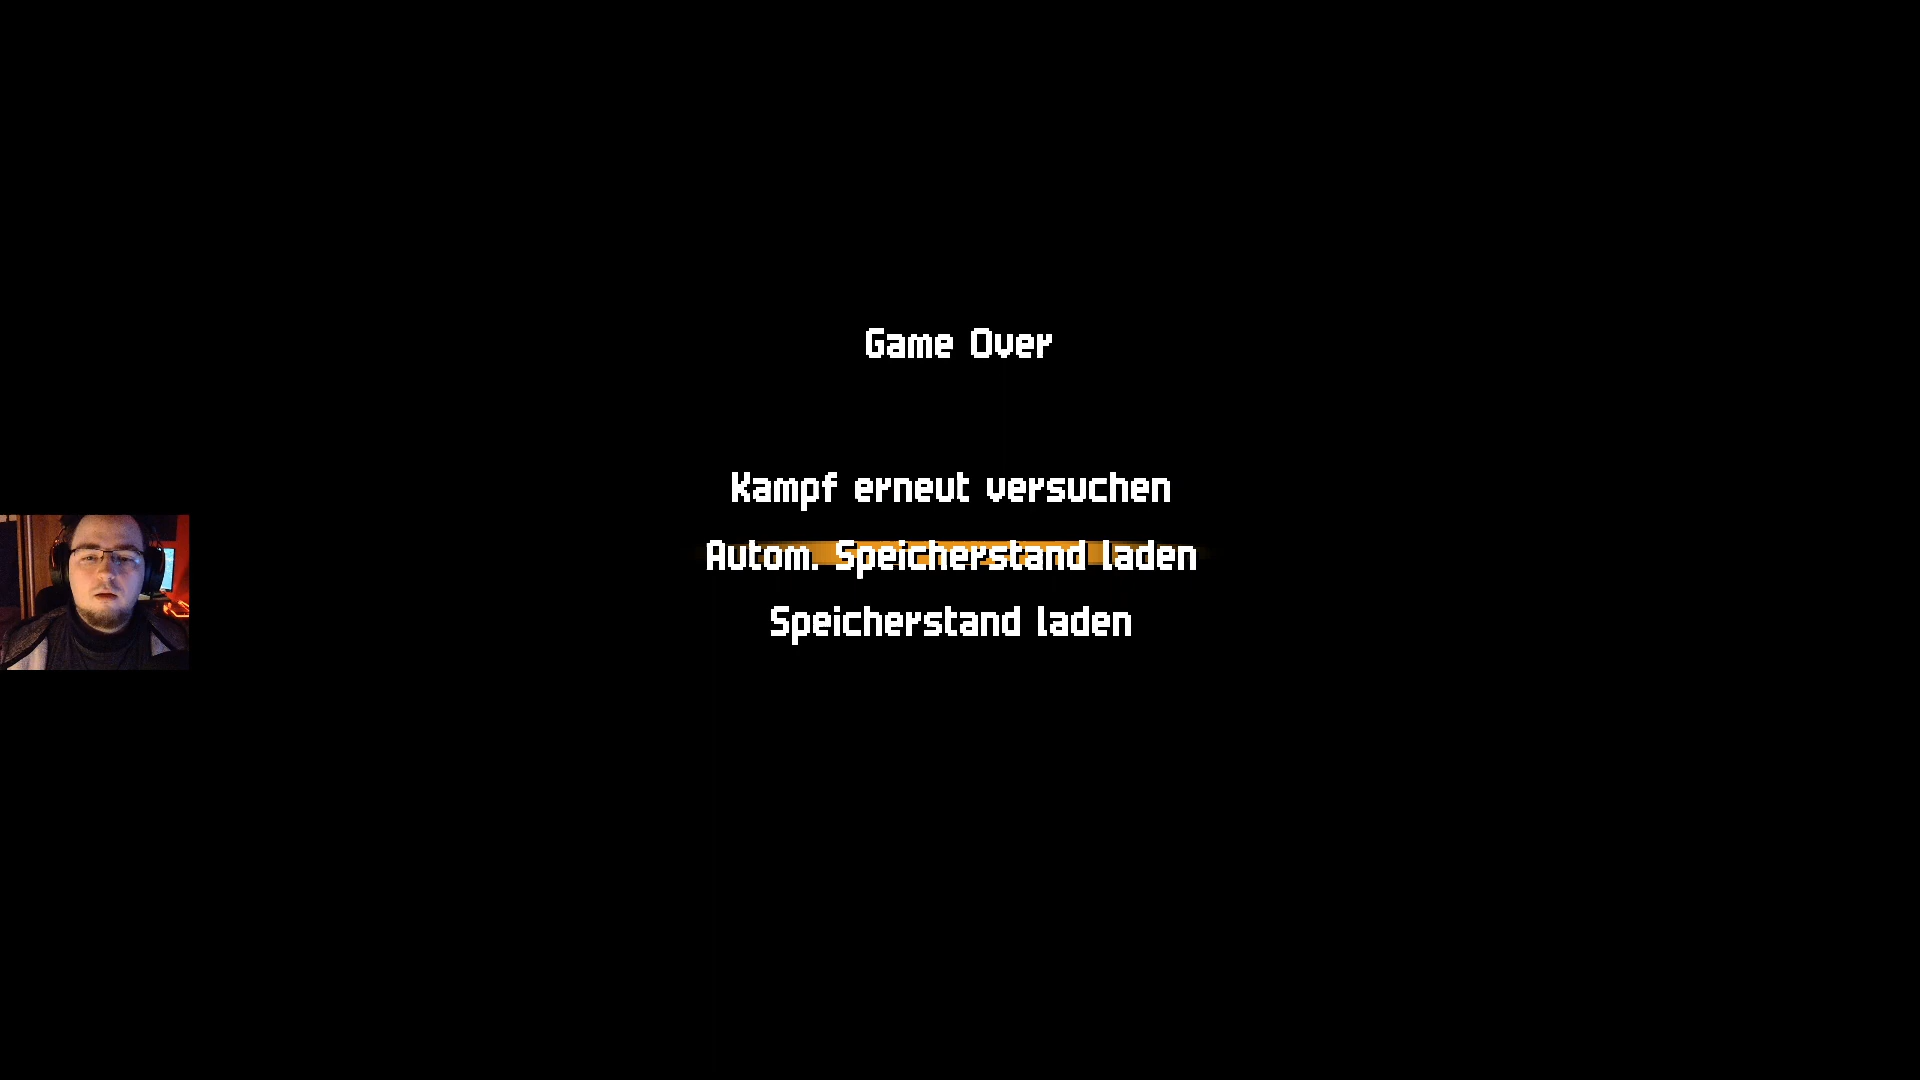 Game Over
Kampf erneut versuchen
Autom. Speicherstand laden
Speicherstand laden